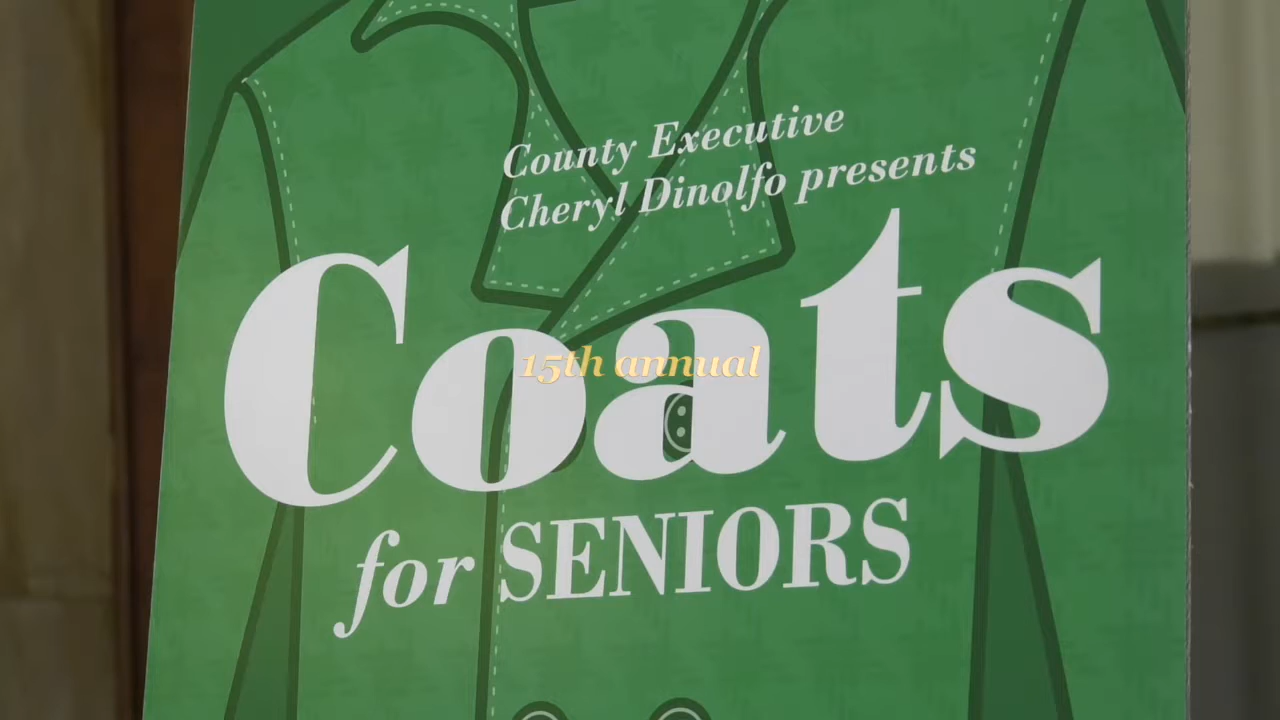 County Executive
Cheryl Dinolfo presents
Coats
15th annual
for SENIORS